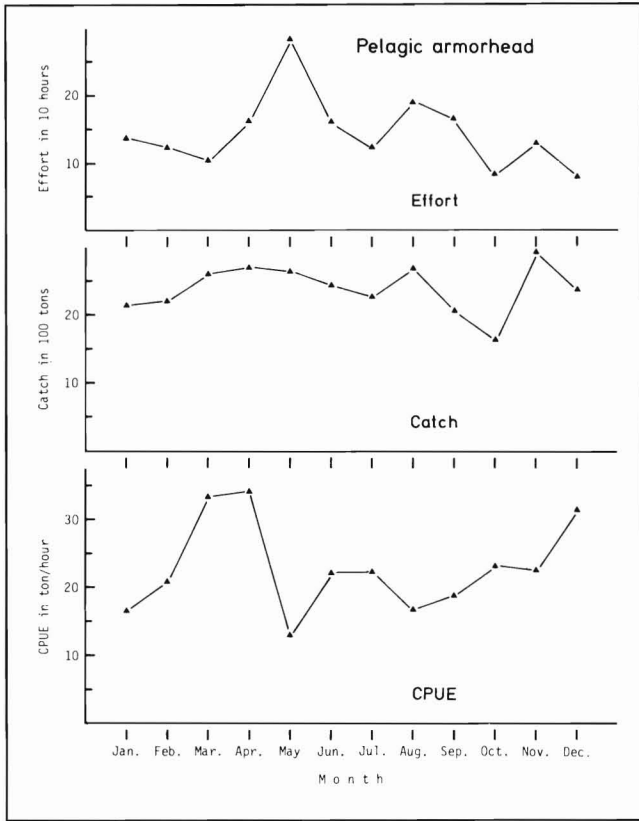 Pelagic armorhead
Effort in 10 hours
20
10
Effort
Catch in 100 tons
20
10
Catch
CPUE in ton/hour
30
20
10
CPUE
Jan. Feb. Mar. Apr. May Jun. Jul. Aug. Sep. Oct. Nov. Dec.
Month